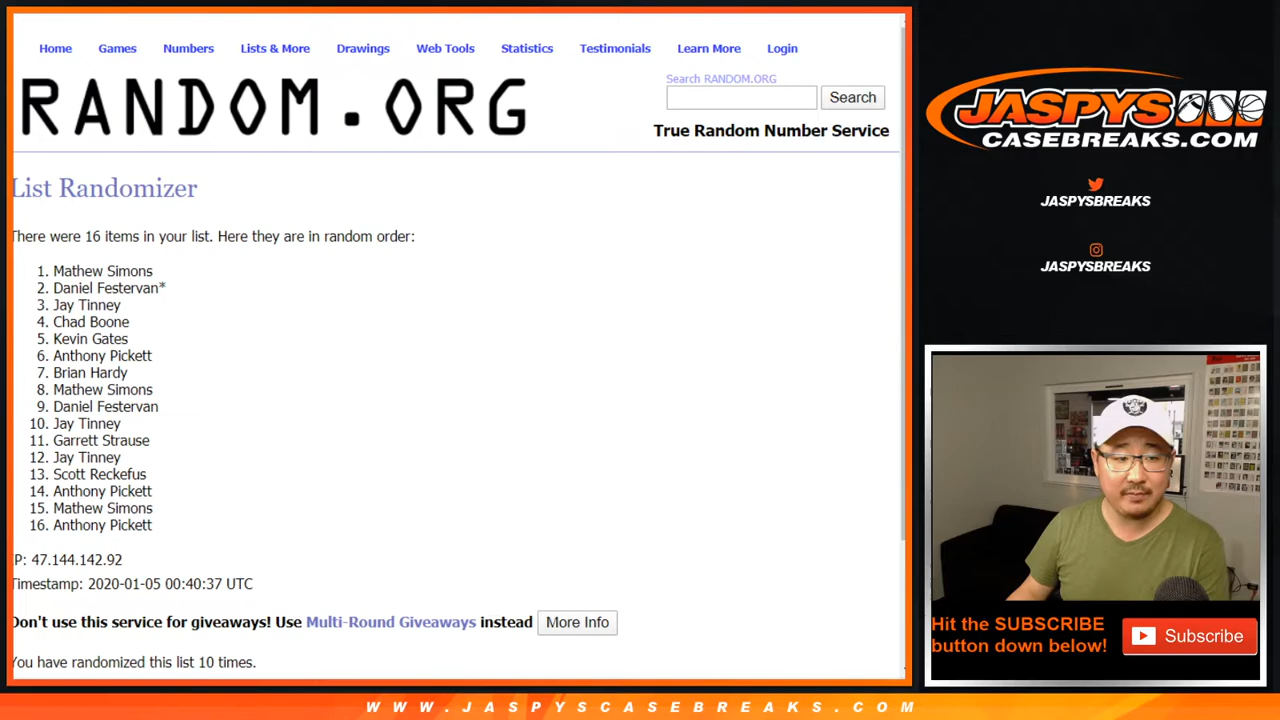 Home Games Numbers Lists & More Drawings Web Tools Statistics Testimonials Learn More Login
RANDOM.ORG
Search RANDOM.ORG
Search
True Random Number Service
List Randomizer
There were 16 items in your list. Here they are in random order:
1. Mathew Simons
2. Daniel Festervan*
3. Jay Tinney
4. Chad Boone
5. Kevin Gates
6. Anthony Pickett
7. Brian Hardy
8. Mathew Simons
9. Daniel Festervan
10. Jay Tinney
11. Garrett Strause
12. Jay Tinney
13. Scott Reckefus
14. Anthony Pickett
15. Mathew Simons
16. Anthony Pickett
IP: 47.144.142.92
Timestamp: 2020-01-05 00:40:37 UTC
Don't use this service for giveaways! Use Multi-Round Giveaways instead More Info
You have randomized this list 10 times.
JASPYS
CASEBREAKS.COM
JASPYSBREAKS
JASPYSBREAKS
Hit the SUBSCRIBE
button down below!
Subscribe
WWW.JASPYSCASEBREAKS.COM